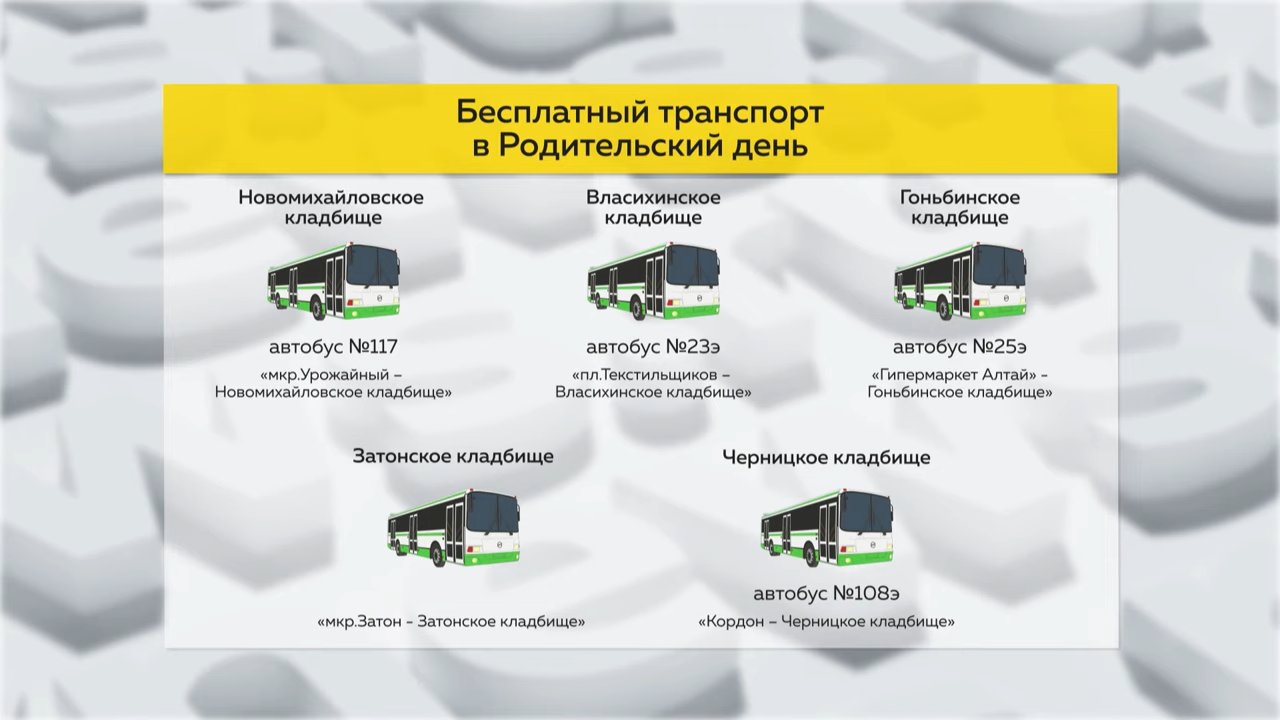 Бесплатный транспорт
в Родительский день
Новомихайловское
кладбище
автобус №117
«мкр.Урожайный –
Новомихайловское кладбище»
Власихинское
кладбище
автобус №23э
«пл.Текстильщиков –
Власихинское кладбище»
Гоньбинское
кладбище
автобус №25э
«Гипермаркет Алтай» -
Гоньбинское кладбище»
Затонское кладбище
«мкр.Затон - Затонское кладбище»
Черницкое кладбище
автобус №108э
«Кордон – Черницкое кладбище»